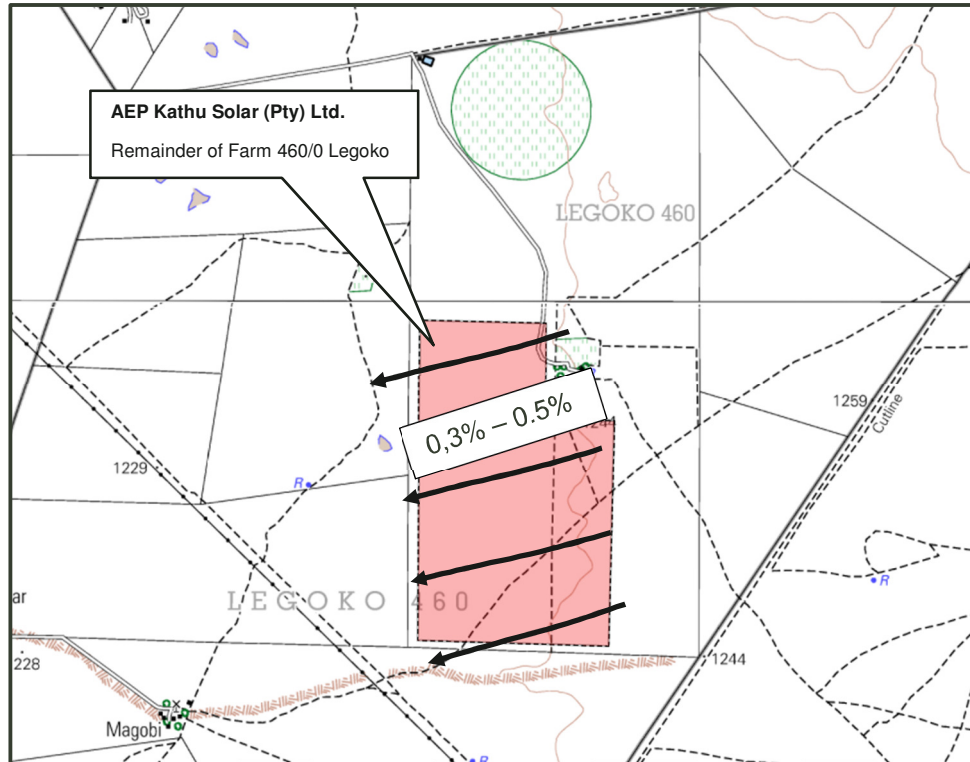 AEP Kathu Solar (Pty) Ltd.
Remainder of Farm 460/0 Legoko
LEGOKO 460
1259
Cutline
0,3% – 0.5%
1244
1229
R
R
LEGOKO 460
ar
228
1244
Magobi
R